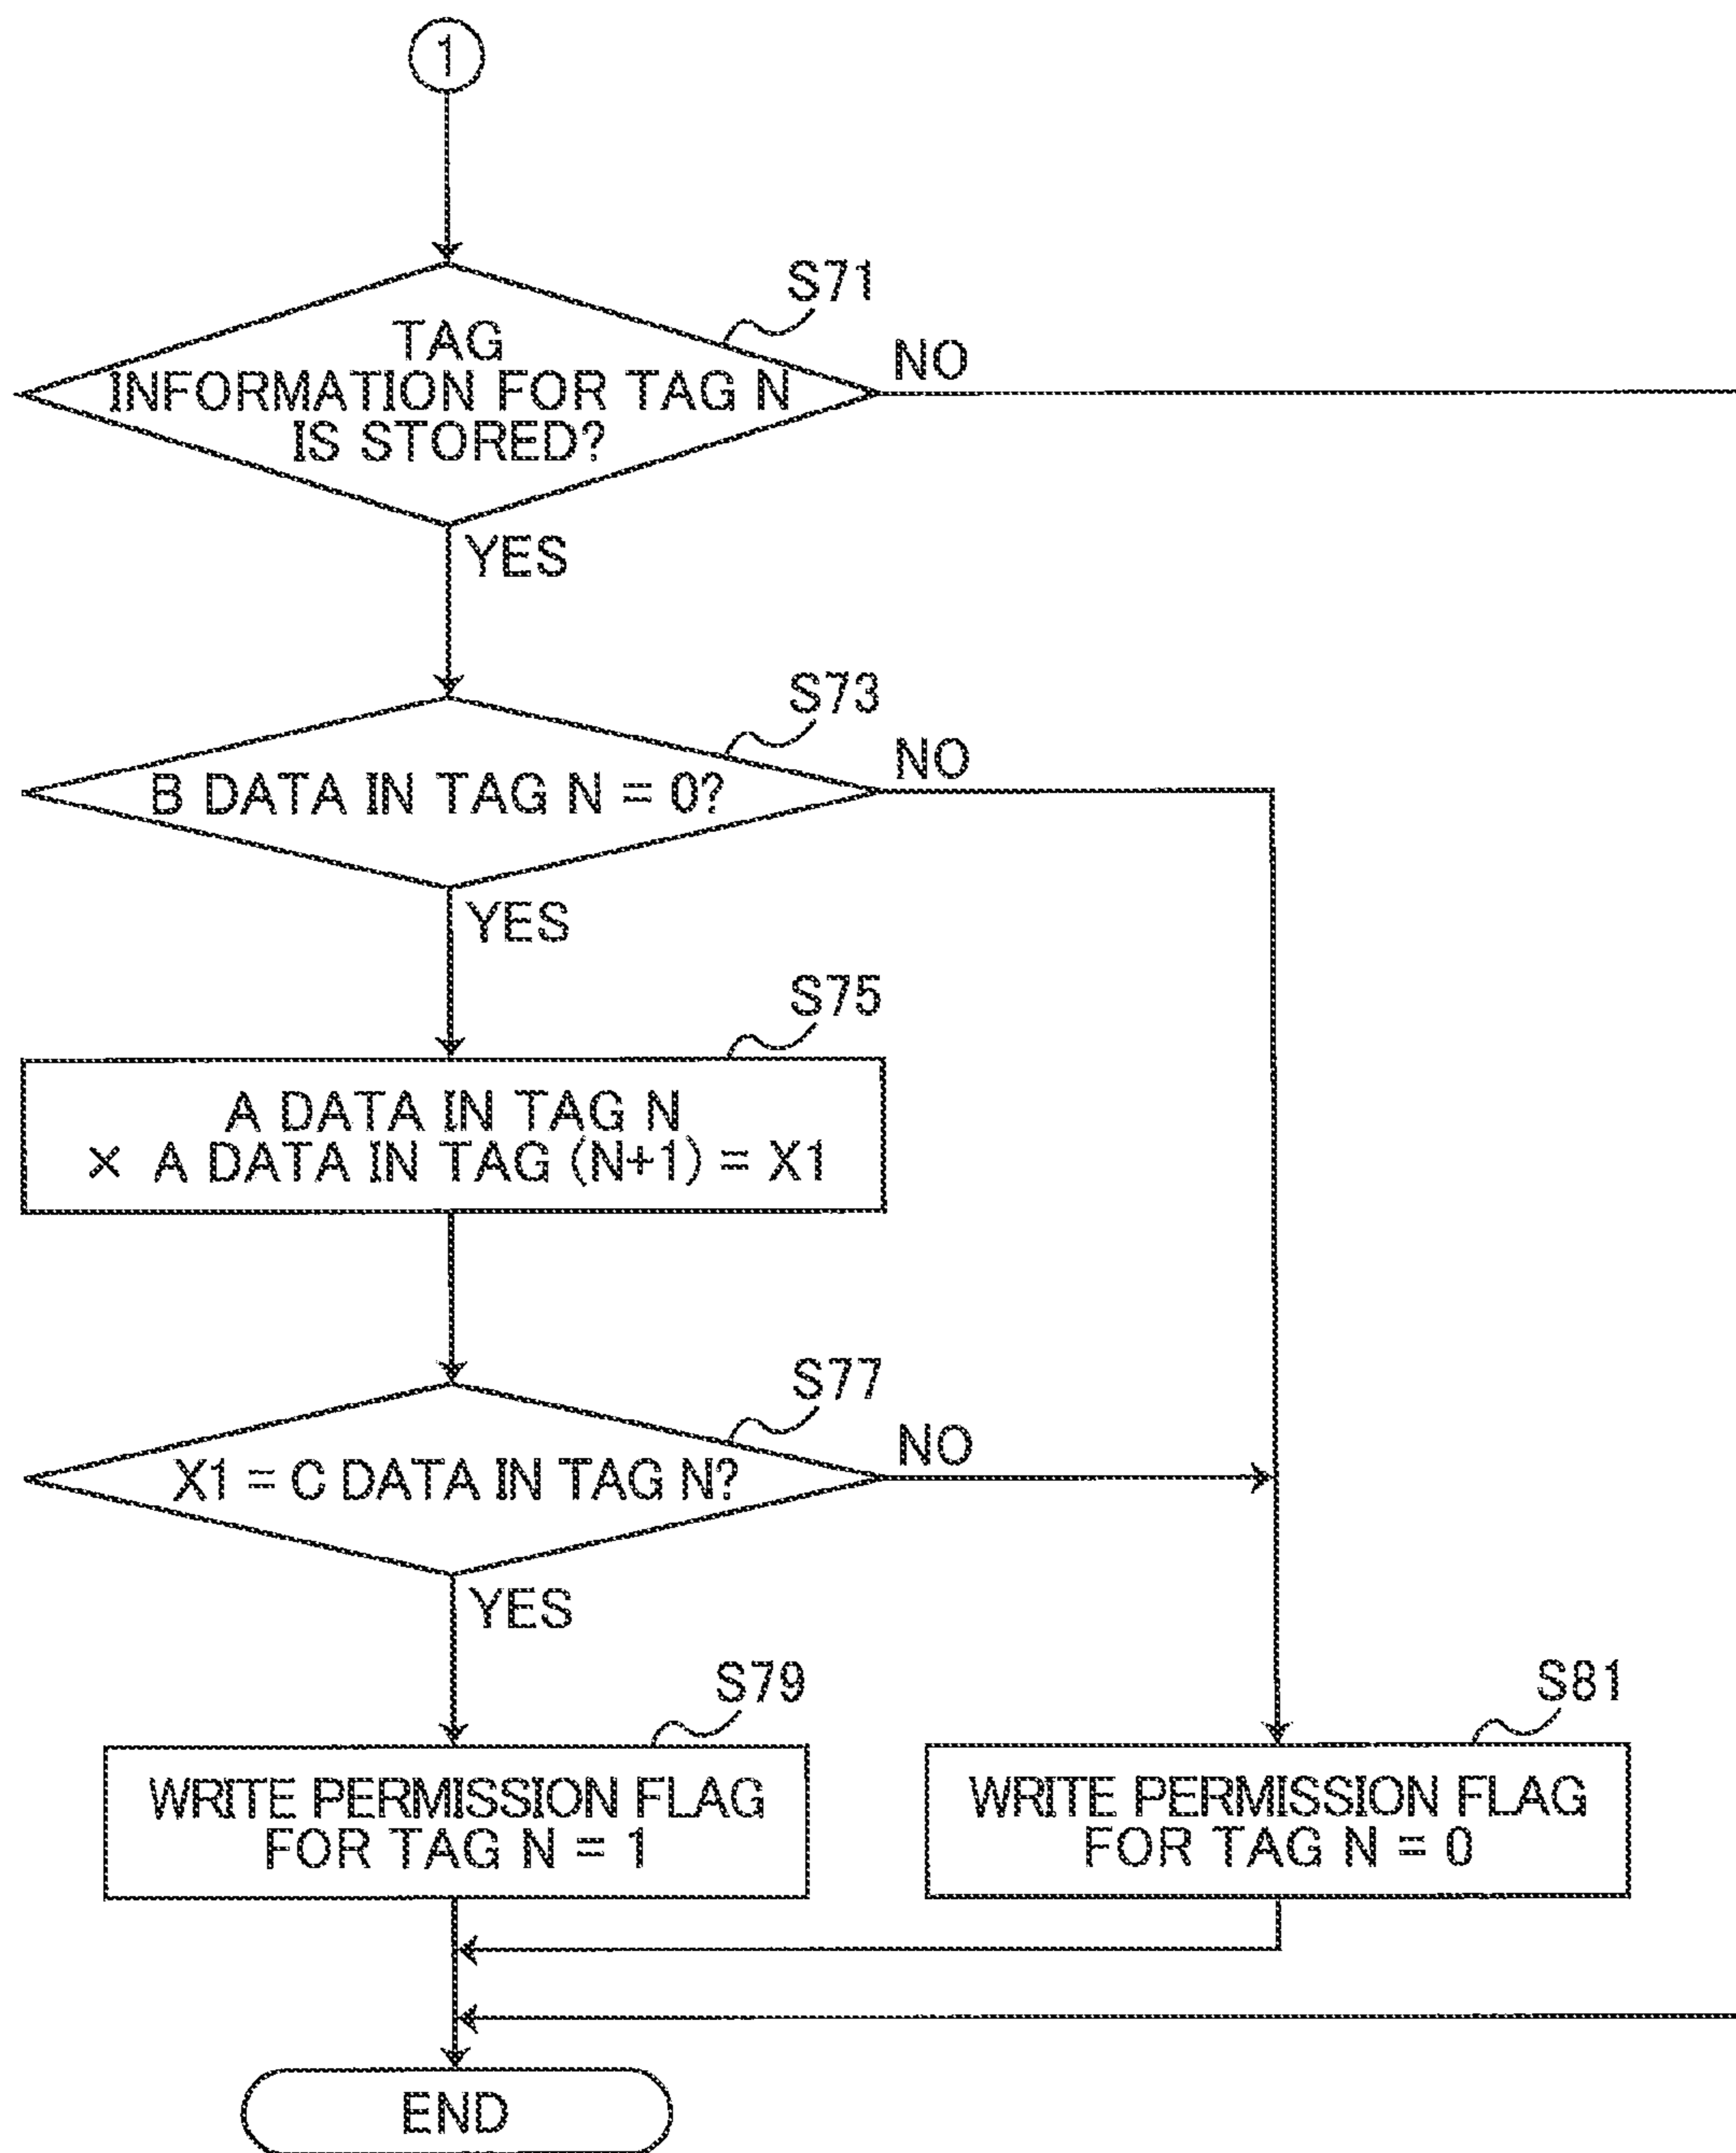 1
S71
TAG
INFORMATION FOR TAG N
IS STORED?
NO
YES
S73
B DATA IN TAG N = 0?
NO
YES
S75
A DATA IN TAG N
× A DATA IN TAG (N+1) = X1
S77
X1 = C DATA IN TAG N?
NO
YES
S79
WRITE PERMISSION FLAG
FOR TAG N = 1
S81
WRITE PERMISSION FLAG
FOR TAG N = 0
END